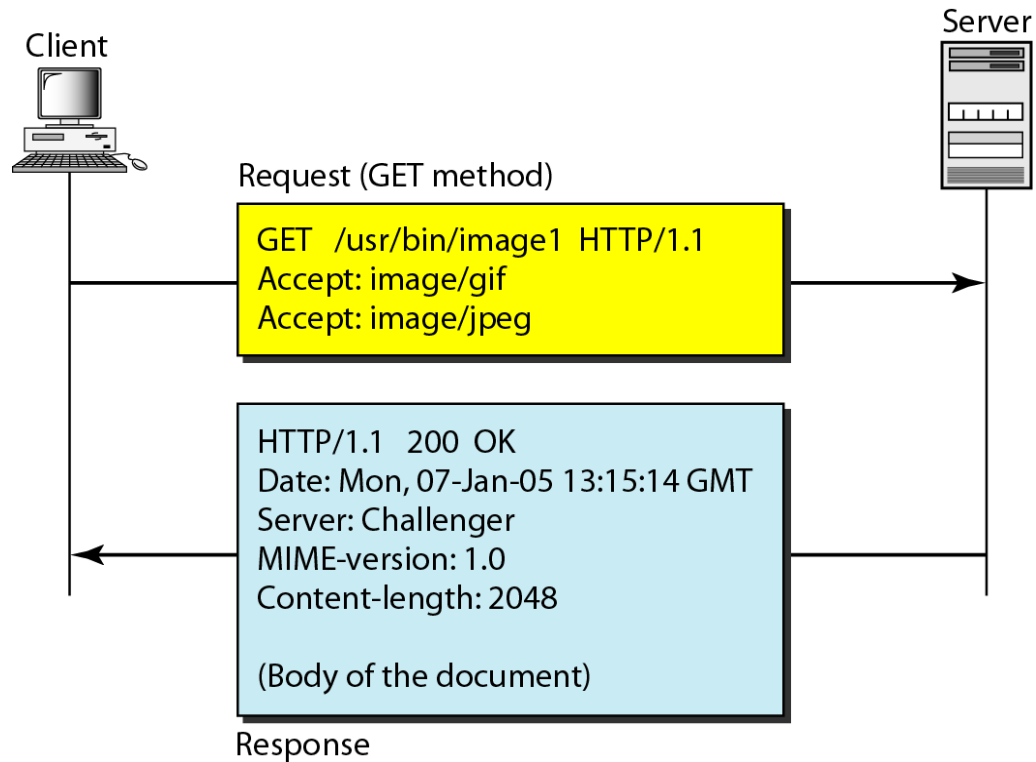 Client
Server
Request (GET method)
GET /usr/bin/image1 HTTP/1.1
Accept: image/gif
Accept: image/jpeg
HTTP/1.1 200 OK
Date: Mon, 07-Jan-05 13:15:14 GMT
Server: Challenger
MIME-version: 1.0
Content-length: 2048
(Body of the document)
Response